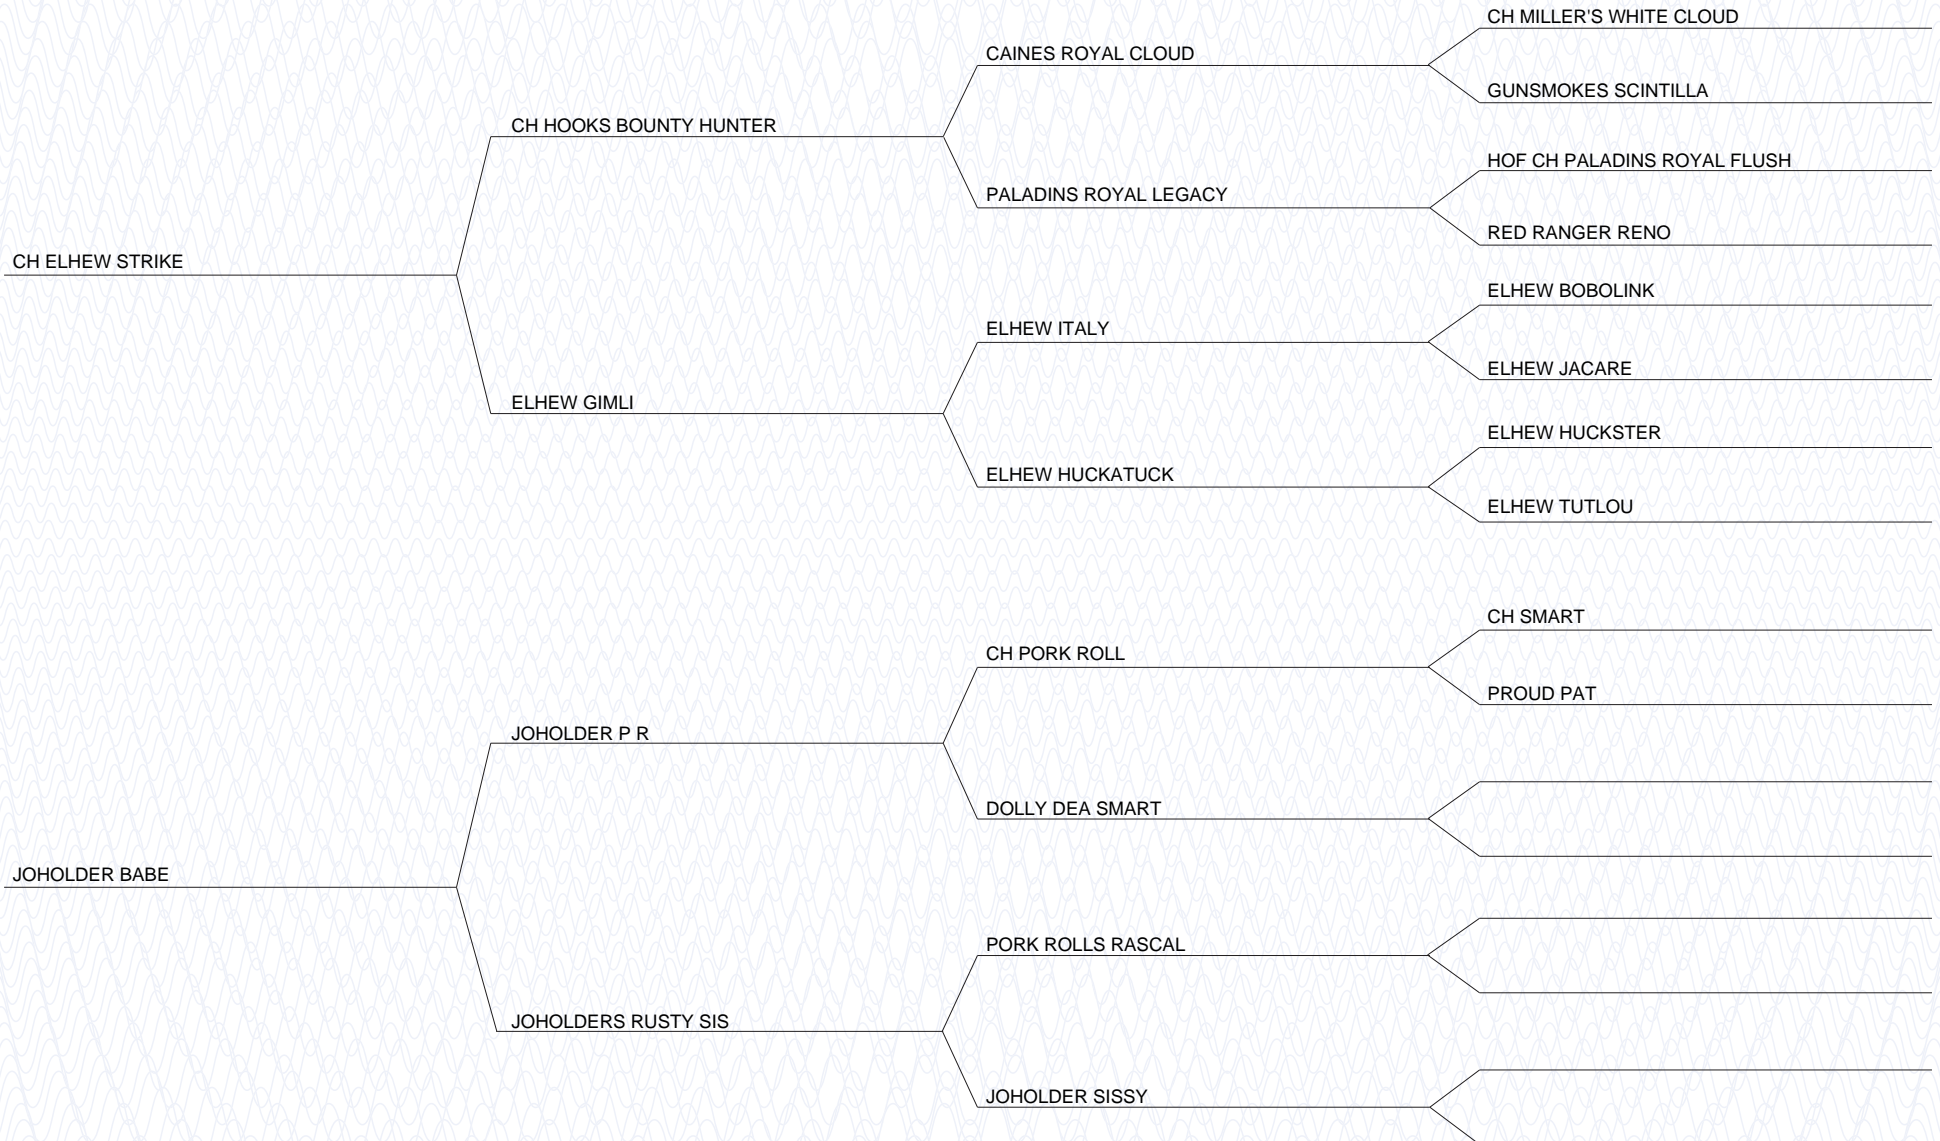 CH MILLER'S WHITE CLOUD
CAINES ROYAL CLOUD
GUNSMOKES SCINTILLA
CH HOOKS BOUNTY HUNTER
HOF CH PALADINS ROYAL FLUSH
PALADINS ROYAL LEGACY
RED RANGER RENO
CH ELHEW STRIKE
ELHEW BOBOLINK
ELHEW ITALY
ELHEW JACARE
ELHEW GIMLI
ELHEW HUCKSTER
ELHEW HUCKATUCK
ELHEW TUTLOU
CH SMART
CH PORK ROLL
PROUD PAT
JOHOLDER P R
DOLLY DEA SMART
JOHOLDER BABE
PORK ROLLS RASCAL
JOHOLDERS RUSTY SIS
JOHOLDER SISSY